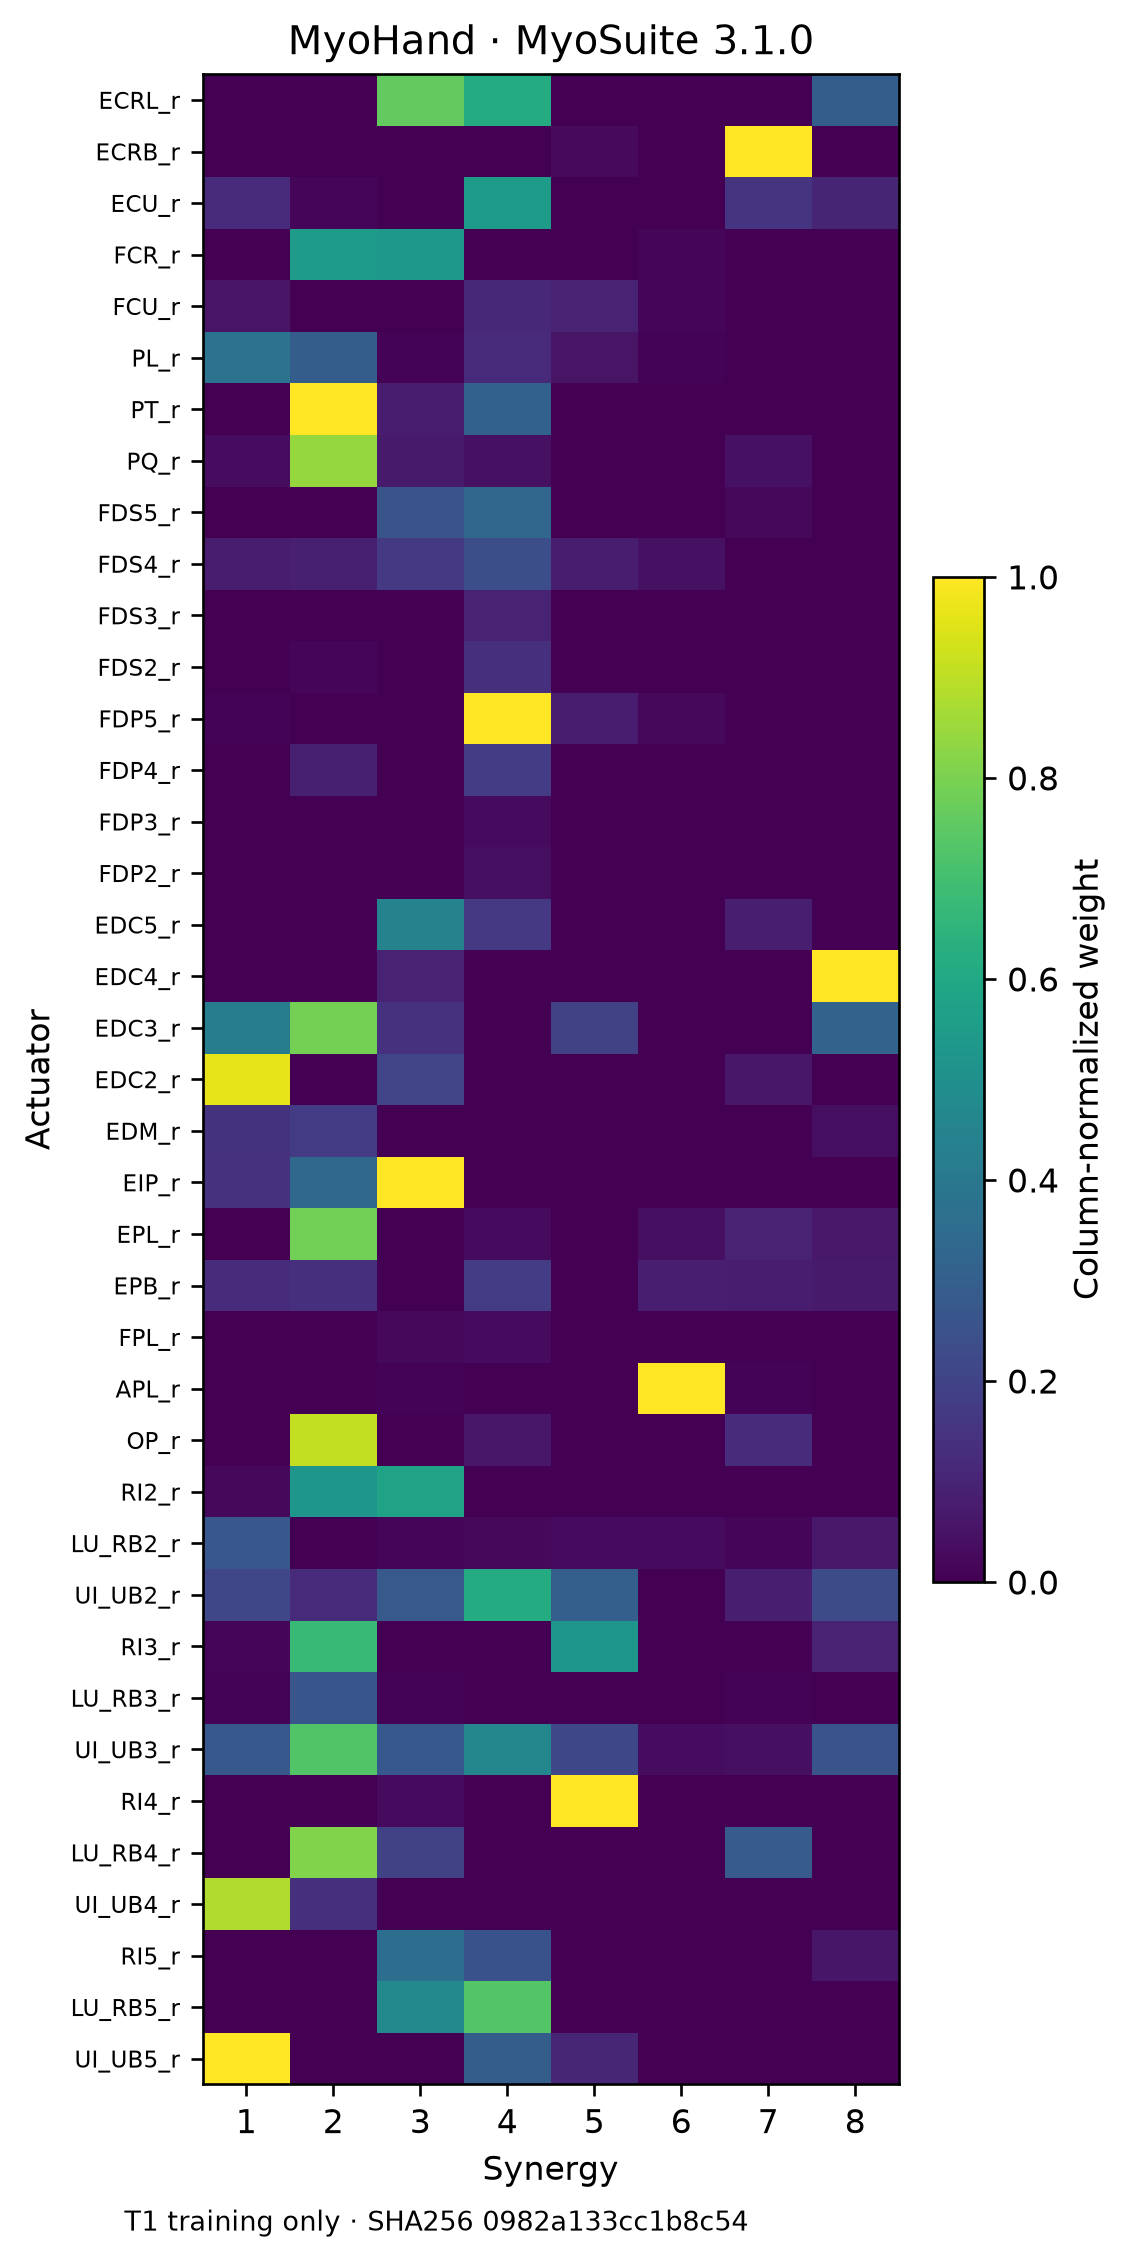 MyoHand · MyoSuite 3.1.0
ECRL_r
ECRB_r
ECU_r
FCR_r
FCU_r
PL_r
PT_r
PQ_r
FDS5_r
FDS4_r
FDS3_r
FDS2_r
FDP5_r
FDP4_r
FDP3_r
FDP2_r
EDC5_r
EDC4_r
EDC3_r
EDC2_r
EDM_r
EIP_r
EPL_r
EPB_r
FPL_r
APL_r
OP_r
RI2_r
LU_RB2_r
UI_UB2_r
RI3_r
LU_RB3_r
UI_UB3_r
RI4_r
LU_RB4_r
UI_UB4_r
RI5_r
LU_RB5_r
UI_UB5_r
Actuator
1 2 3 4 5 6 7 8
Synergy
1.0
0.8
0.6
0.4
0.2
0.0
Column-normalized weight
T1 training only · SHA256 0982a133cc1b8c54